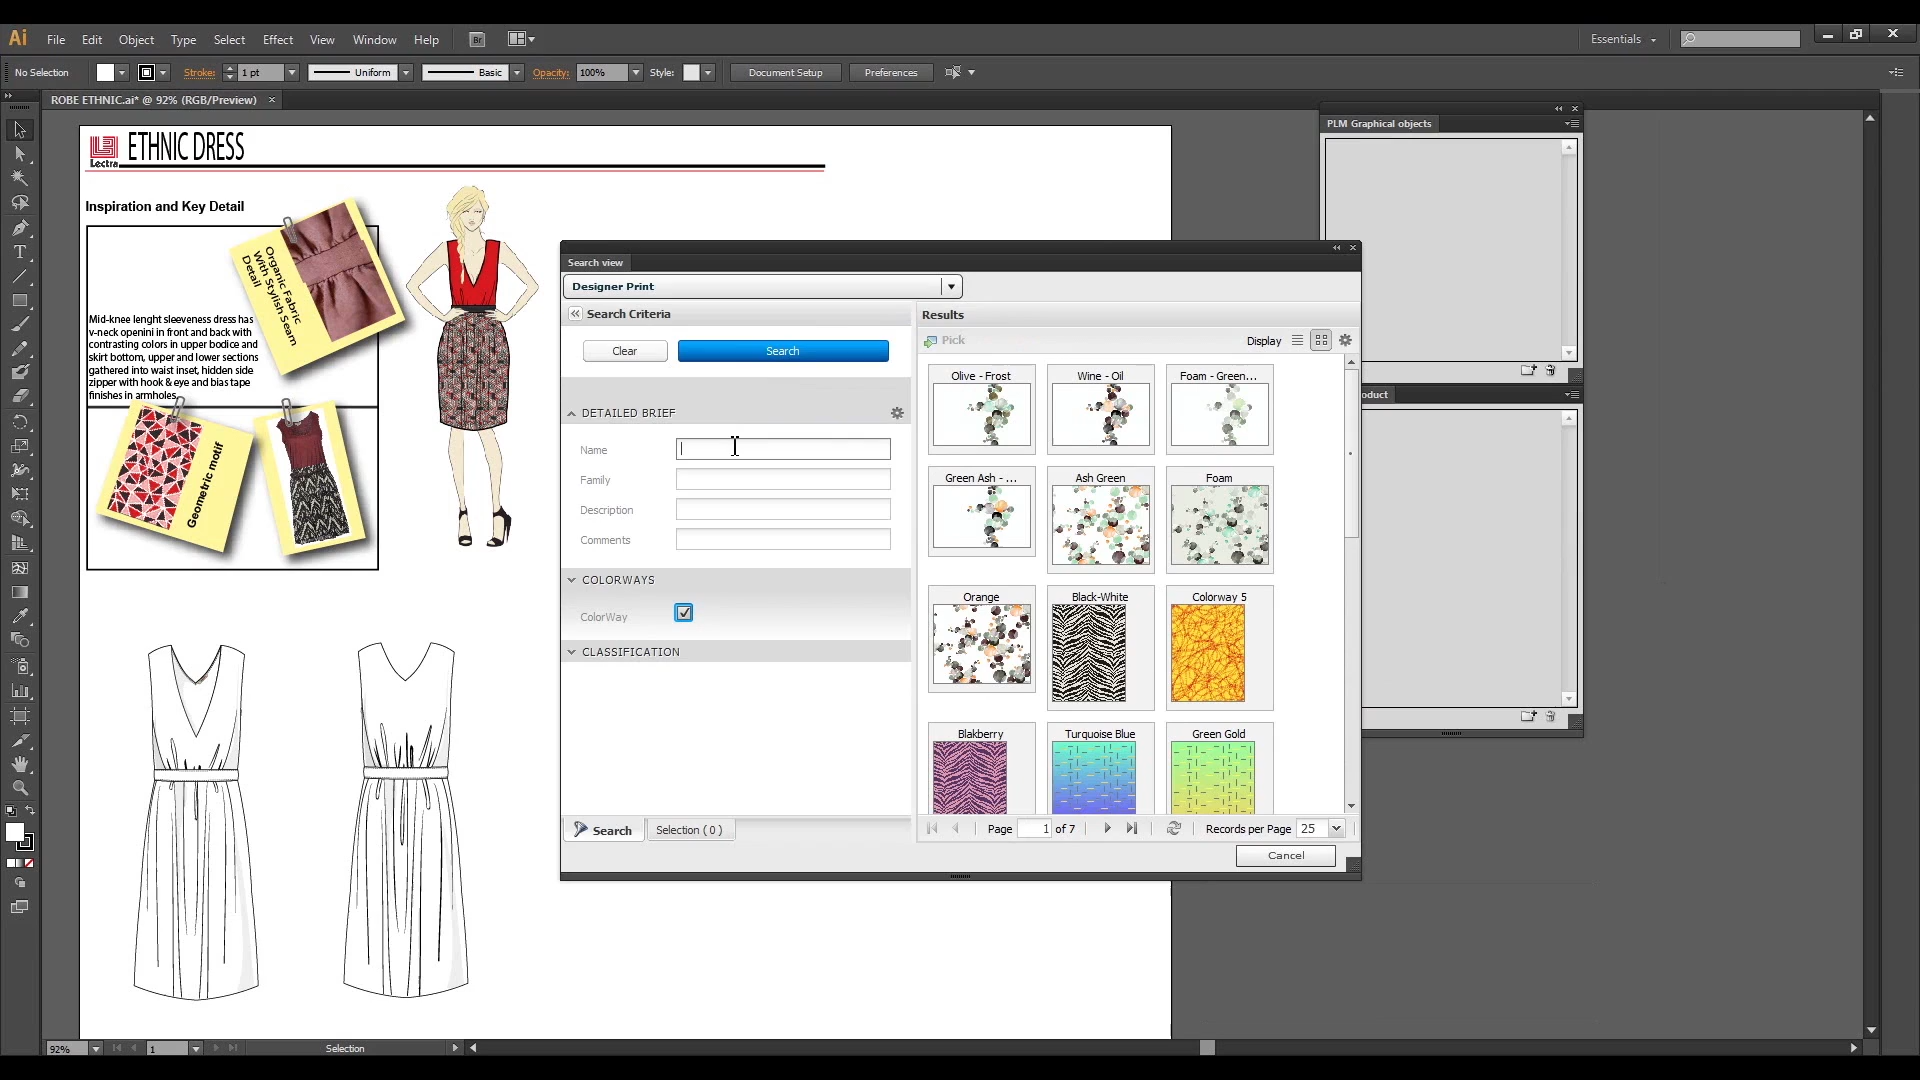 Ai File Edit Object Type Select Effect View Window Help Br Essentials
No Selection Stroke: 1 pt Uniform Basic Opacity: 100% Style: Document Setup Preferences
ROBE ETHNIC.ai* @ 92% (RGB/Preview)
Lectra
ETHNIC DRESS
Inspiration and Key Detail
Organic Fabric
With Stylish Seam
Detail
Mid-knee lenght sleeveness dress has
v-neck openini in front and back with
contrasting colors in upper bodice and
skirt bottom, upper and lower sections
gathered into waist inset, hidden side
zipper with hook & eye and bias tape
finishes in armholes.
Geometric motif
PLM Graphical objects
oduct
Search view
Designer Print
Search Criteria
Clear Search
DETAILED BRIEF
Name
Family
Description
Comments
COLORWAYS
ColorWay
CLASSIFICATION
Search Selection ( 0 )
Results
Pick Display
Olive - Frost Wine - Oil Foam - Green...
Green Ash - ... Ash Green Foam
Orange Black-White Colorway 5
Blakberry Turquoise Blue Green Gold
Page 1 of 7 Records per Page 25
Cancel
92% 1 Selection